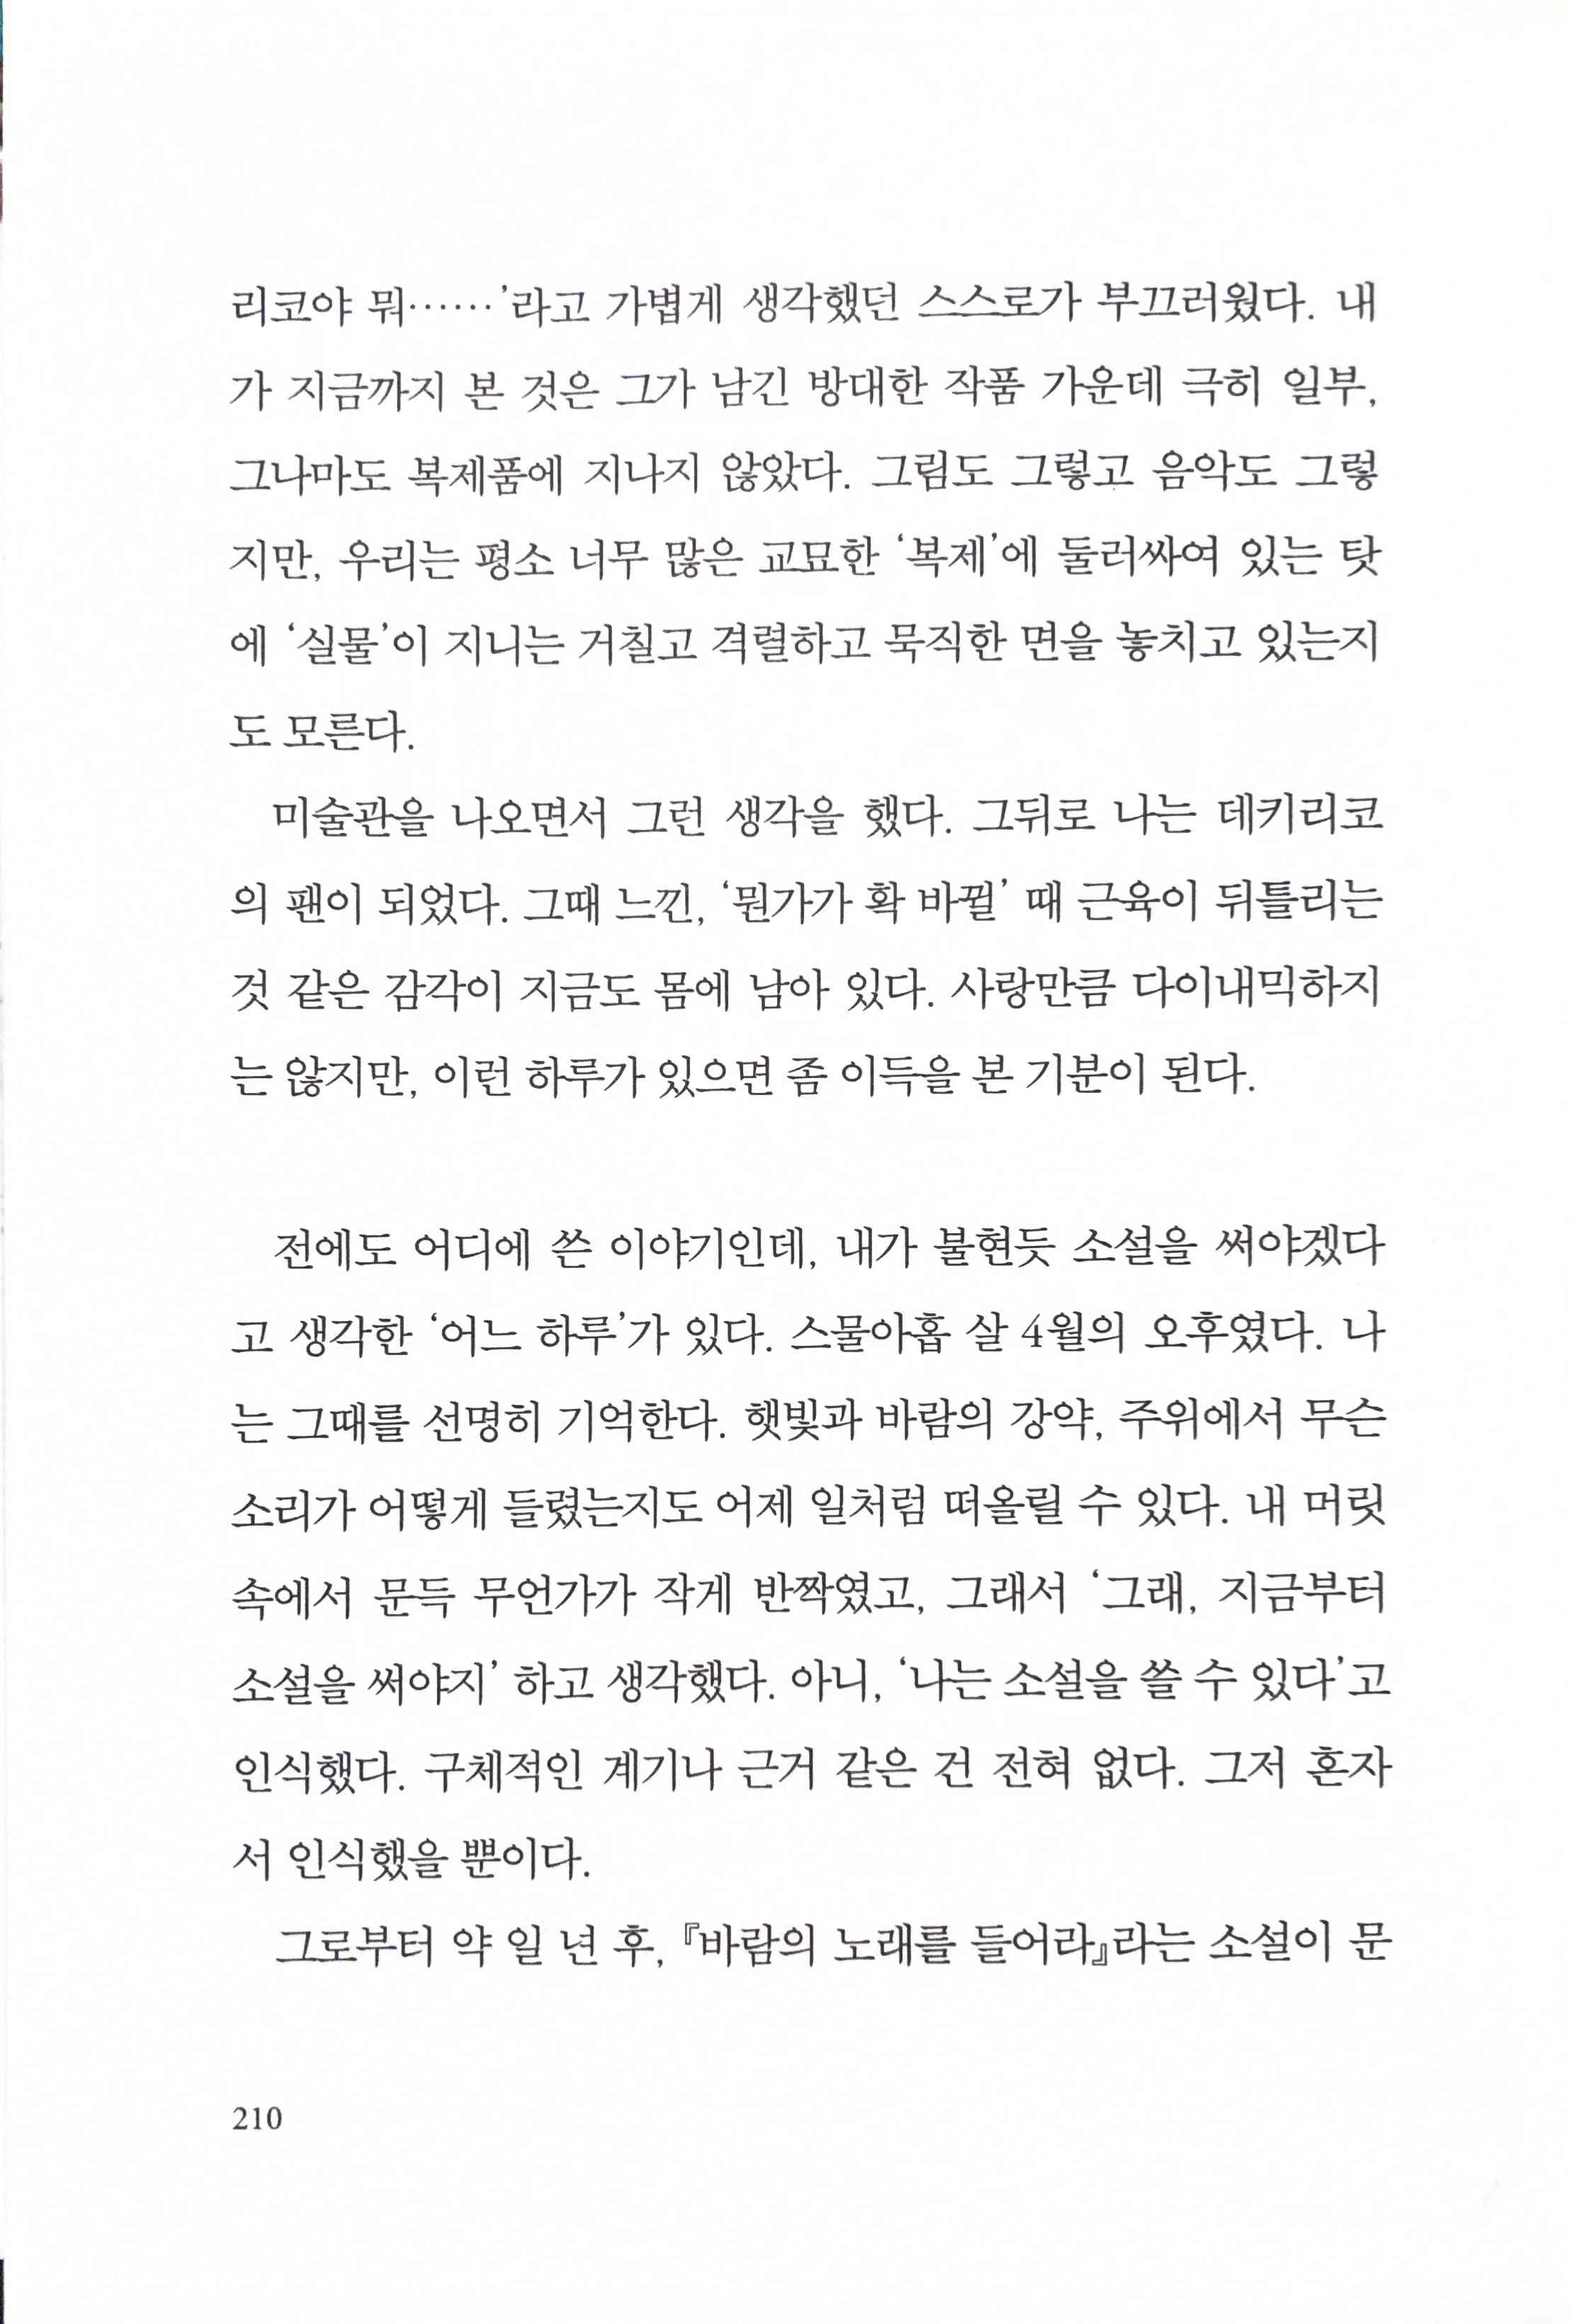 리코야 뭐……’라고 가볍게 생각했던 스스로가 부끄러웠다. 내
가 지금까지 본 것은 그가 남긴 방대한 작품 가운데 극히 일부,
그나마도 복제품에 지나지 않았다. 그림도 그렇고 음악도 그렇
지만, 우리는 평소 너무 많은 교묘한 ‘복제’에 둘러싸여 있는 탓
에 ‘실물’이 지니는 거칠고 격렬하고 묵직한 면을 놓치고 있는지
도 모른다.
미술관을 나오면서 그런 생각을 했다. 그뒤로 나는 데키리코
의 팬이 되었다. 그때 느낀, ‘뭔가가 확 바뀔’ 때 근육이 뒤틀리는
것 같은 감각이 지금도 몸에 남아 있다. 사랑만큼 다이내믹하지
는 않지만, 이런 하루가 있으면 좀 이득을 본 기분이 된다.
전에도 어디에 쓴 이야기인데, 내가 불현듯 소설을 써야겠다
고 생각한 ‘어느 하루’가 있다. 스물아홉 살 4월의 오후였다. 나
는 그때를 선명히 기억한다. 햇빛과 바람의 강약, 주위에서 무슨
소리가 어떻게 들렸는지도 어제 일처럼 떠올릴 수 있다. 내 머릿
속에서 문득 무언가가 작게 반짝였고, 그래서 ‘그래, 지금부터
소설을 써야지’ 하고 생각했다. 아니, ‘나는 소설을 쓸 수 있다’고
인식했다. 구체적인 계기나 근거 같은 건 전혀 없다. 그저 혼자
서 인식했을 뿐이다.
그로부터 약 일 년 후, 『바람의 노래를 들어라』라는 소설이 문
210